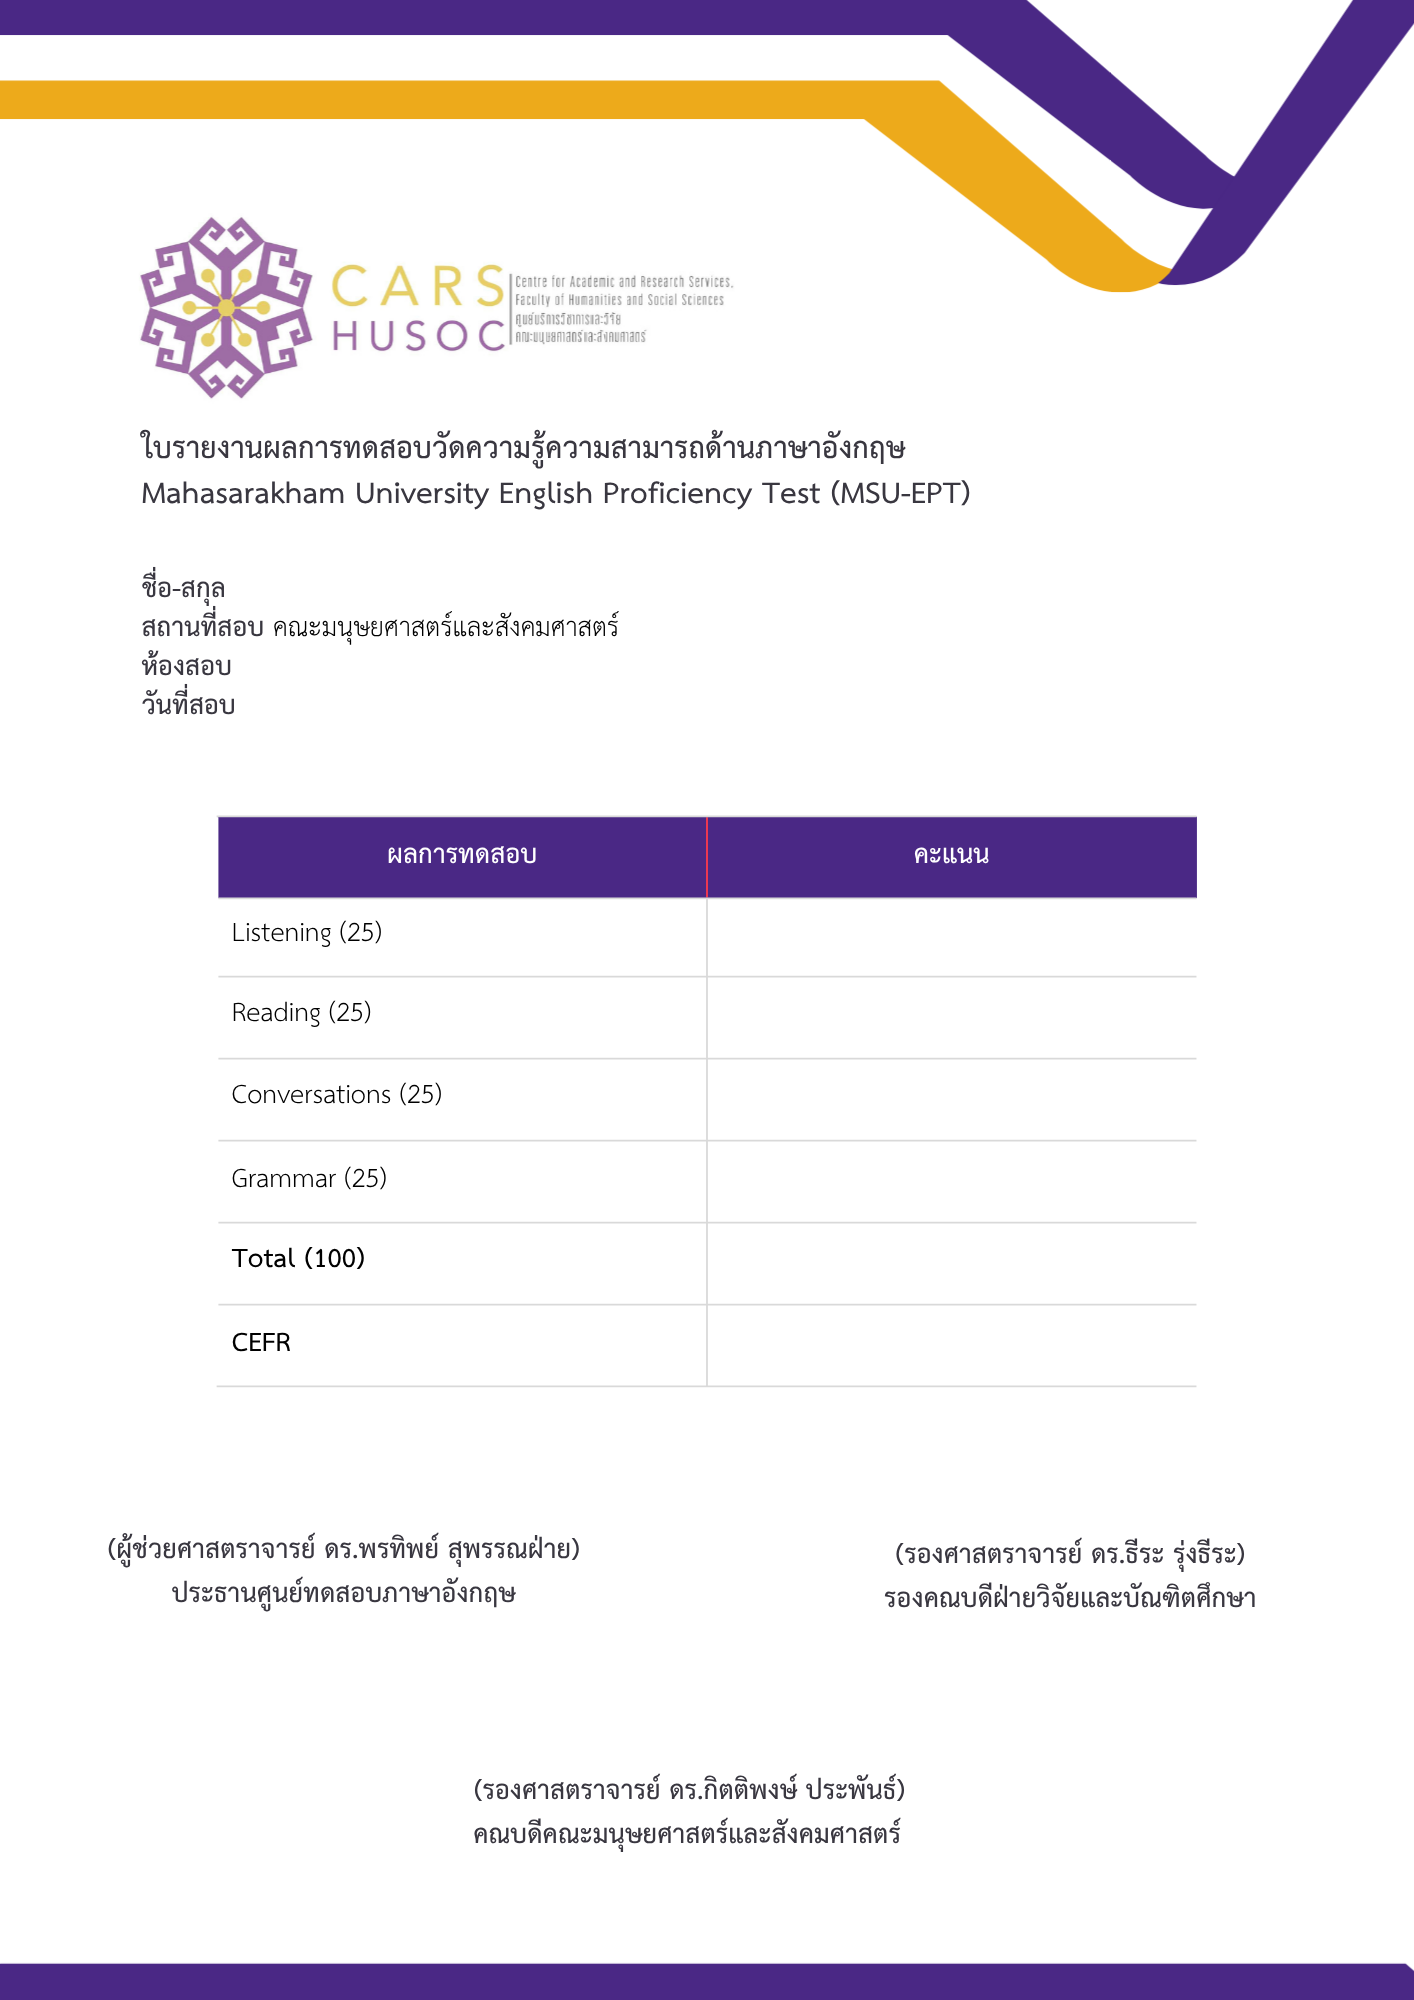 CARS
HUSOC
Centre for Academic and Research Services,
Faculty of Humanities and Social Sciences
ศูนย์บริการวิชาการและวิจัย
คณะมนุษยศาสตร์และสังคมศาสตร์
ใบรายงานผลการทดสอบวัดความรู้ความสามารถด้านภาษาอังกฤษ
Mahasarakham University English Proficiency Test (MSU-EPT)
ชื่อ-สกุล
สถานที่สอบ คณะมนุษยศาสตร์และสังคมศาสตร์
ห้องสอบ
วันที่สอบ
ผลการทดสอบ คะแนน
Listening (25)
Reading (25)
Conversations (25)
Grammar (25)
Total (100)
CEFR
(ผู้ช่วยศาสตราจารย์ ดร.พรทิพย์ สุพรรณฝ่าย)
ประธานศูนย์ทดสอบภาษาอังกฤษ
(รองศาสตราจารย์ ดร.ธีระ รุ่งธีระ)
รองคณบดีฝ่ายวิจัยและบัณฑิตศึกษา
(รองศาสตราจารย์ ดร.กิตติพงษ์ ประพันธ์)
คณบดีคณะมนุษยศาสตร์และสังคมศาสตร์